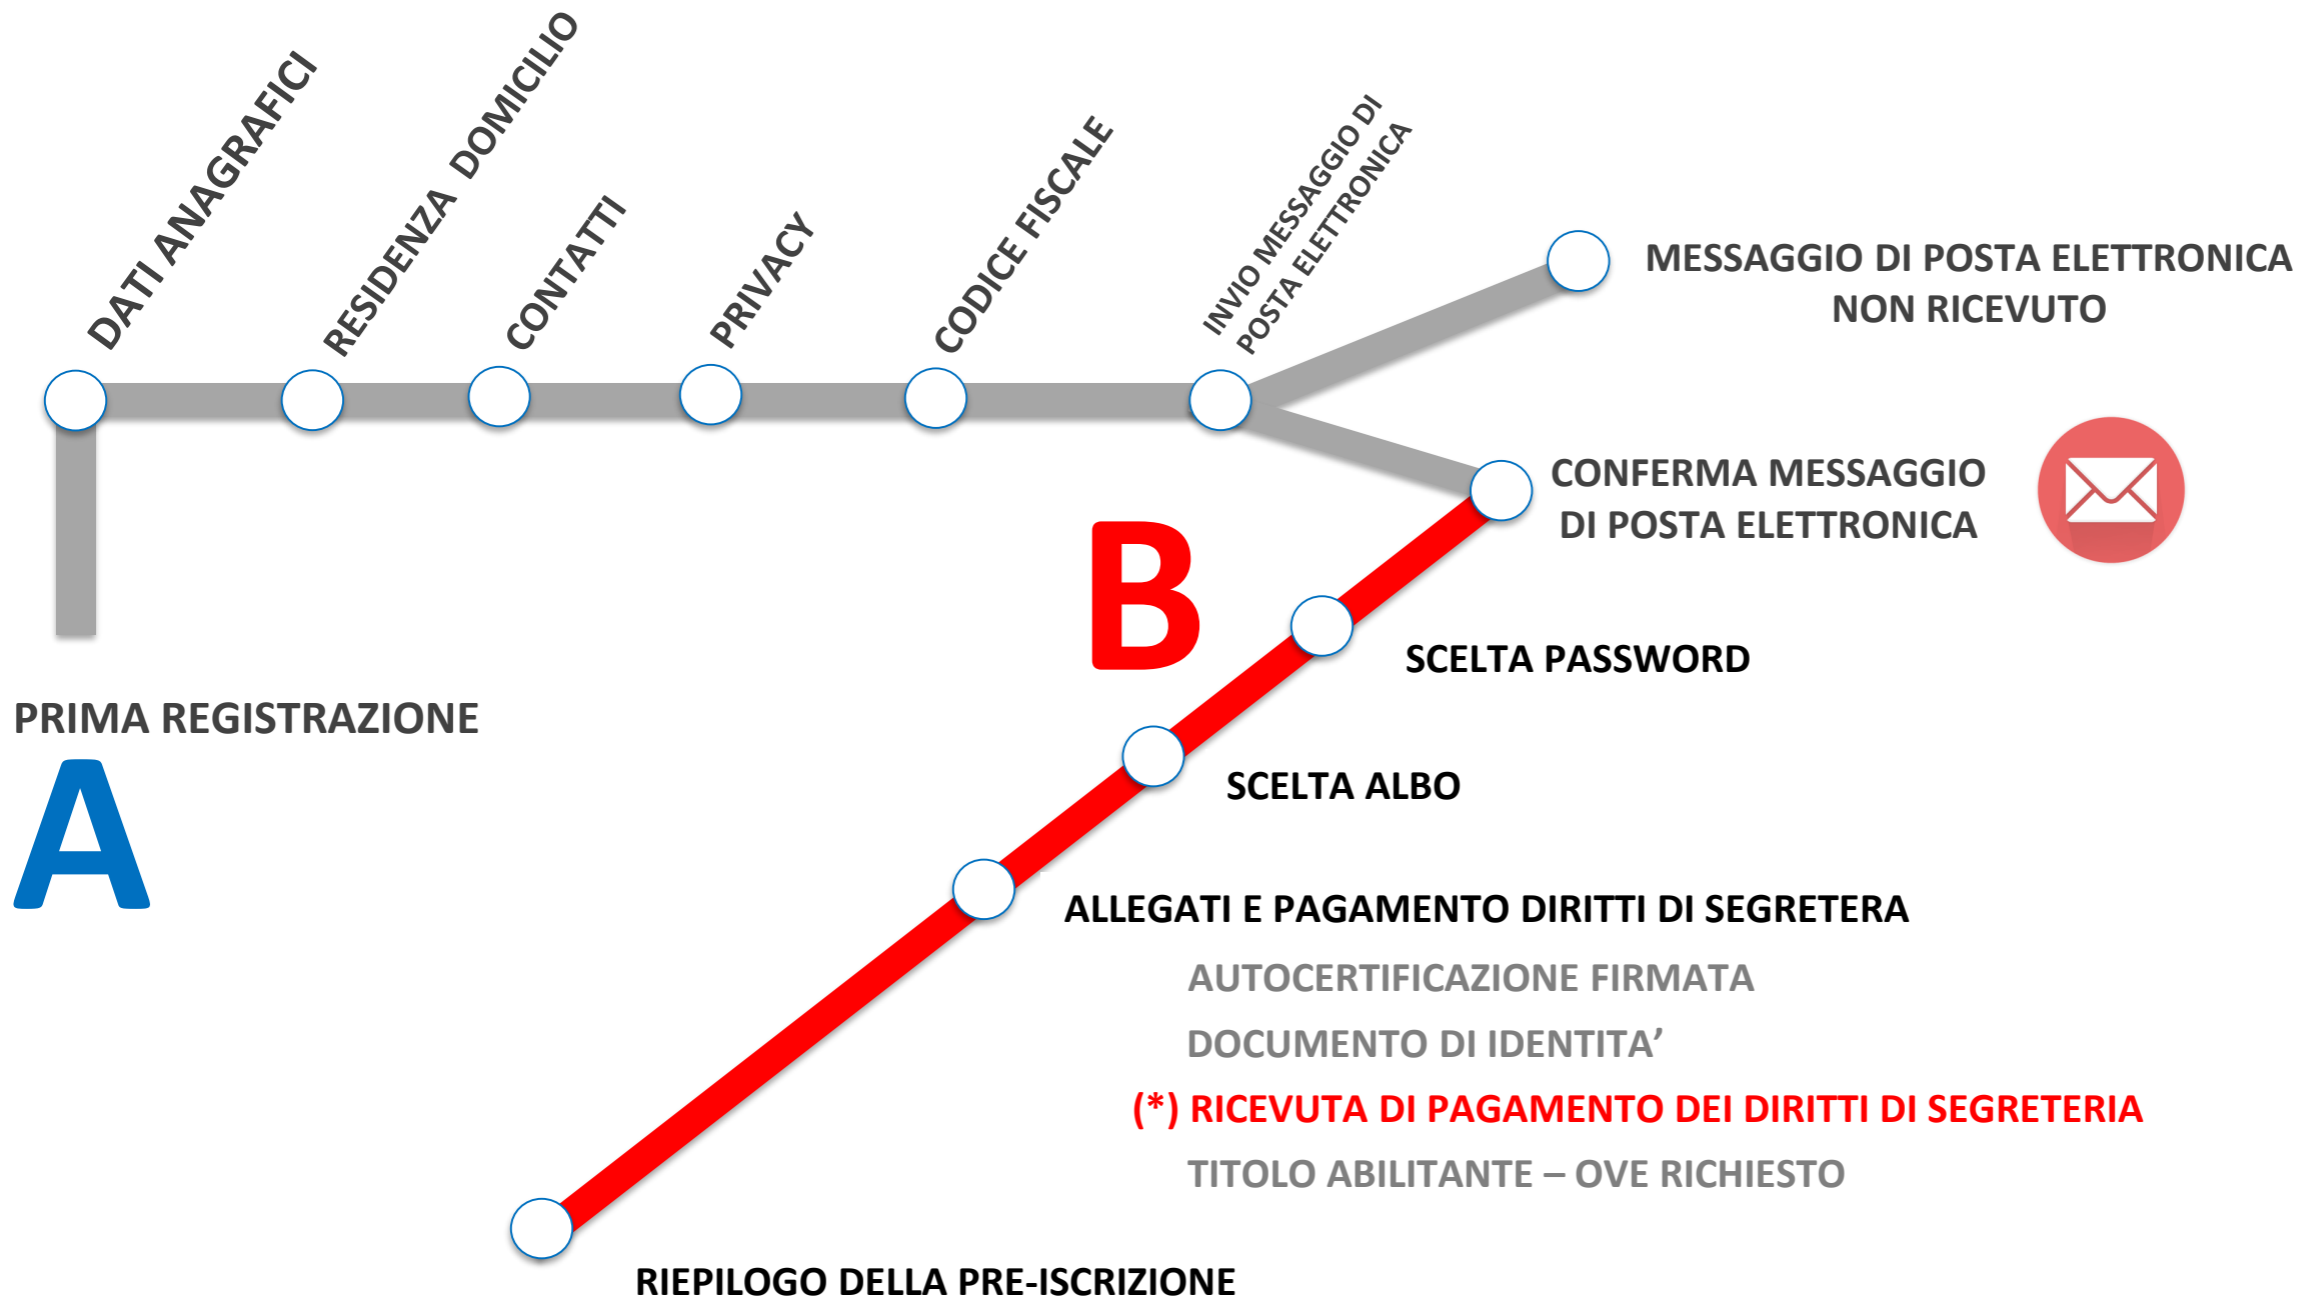 DATI ANAGRAFICI
RESIDENZA  DOMICILIO
CONTATTI
PRIVACY
CODICE FISCALE
INVIO MESSAGGIO DI
POSTA ELETTRONICA
MESSAGGIO DI POSTA ELETTRONICA
NON RICEVUTO
CONFERMA MESSAGGIO
DI POSTA ELETTRONICA
B
SCELTA PASSWORD
PRIMA REGISTRAZIONE
A
SCELTA ALBO
ALLEGATI E PAGAMENTO DIRITTI DI SEGRETERA
AUTOCERTIFICAZIONE FIRMATA
DOCUMENTO DI IDENTITA’
(*) RICEVUTA DI PAGAMENTO DEI DIRITTI DI SEGRETERIA
TITOLO ABILITANTE – OVE RICHIESTO
RIEPILOGO DELLA PRE-ISCRIZIONE